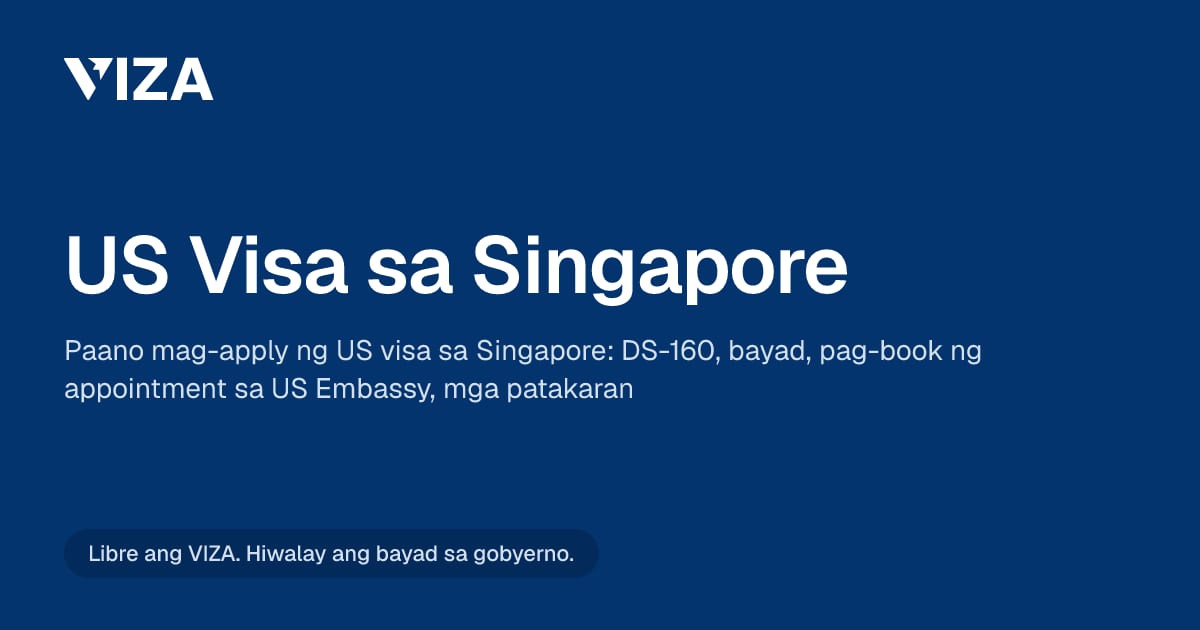 VIZA
US Visa sa Singapore
Paano mag-apply ng US visa sa Singapore: DS-160, bayad, pag-book ng
appointment sa US Embassy, mga patakaran
Libre ang VIZA. Hiwalay ang bayad sa gobyerno.